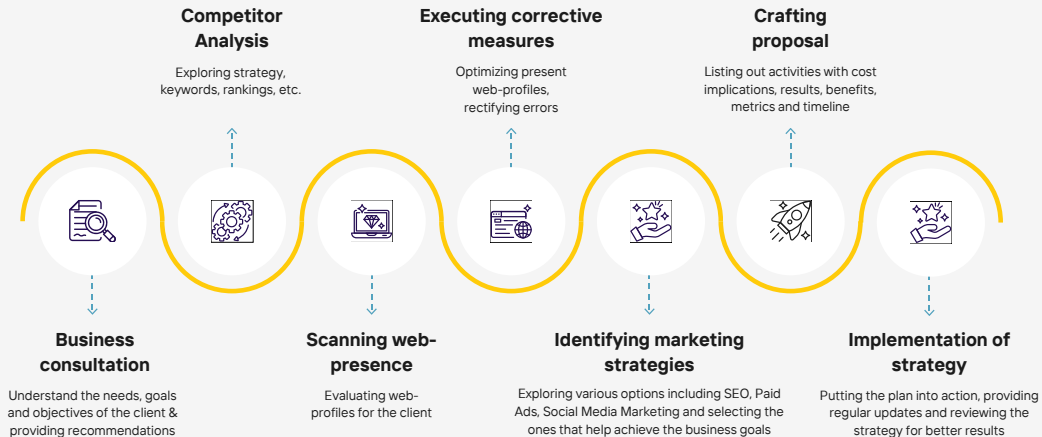 Business
consultation
Understand the needs, goals
and objectives of the client &
providing recommendations
Competitor
Analysis
Exploring strategy,
keywords, rankings, etc.
Scanning web-
presence
Evaluating web-
profiles for the client
Executing corrective
measures
Optimizing present
web-profiles,
rectifying errors
Identifying marketing
strategies
Exploring various options including SEO, Paid
Ads, Social Media Marketing and selecting the
ones that help achieve the business goals
Crafting
proposal
Listing out activities with cost
implications, results, benefits,
metrics and timeline
Implementation of
strategy
Putting the plan into action, providing
regular updates and reviewing the
strategy for better results